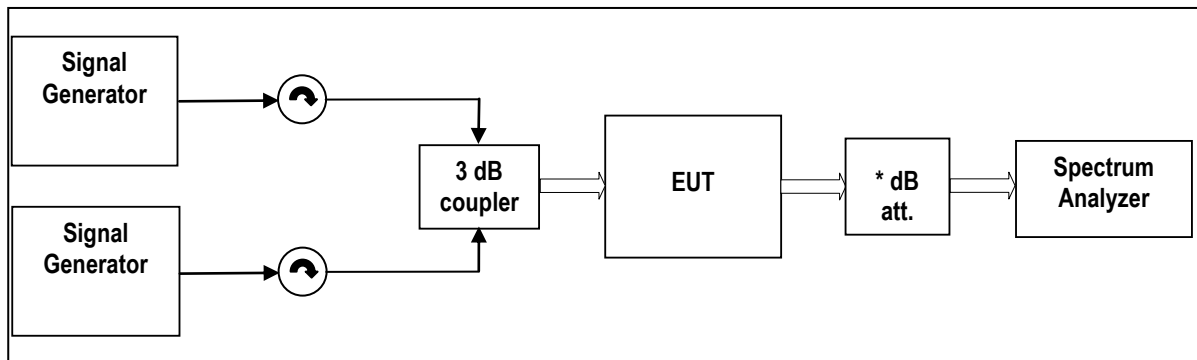 Signal
Generator
3 dB
coupler
EUT
* dB
att.
Spectrum
Analyzer
Signal
Generator